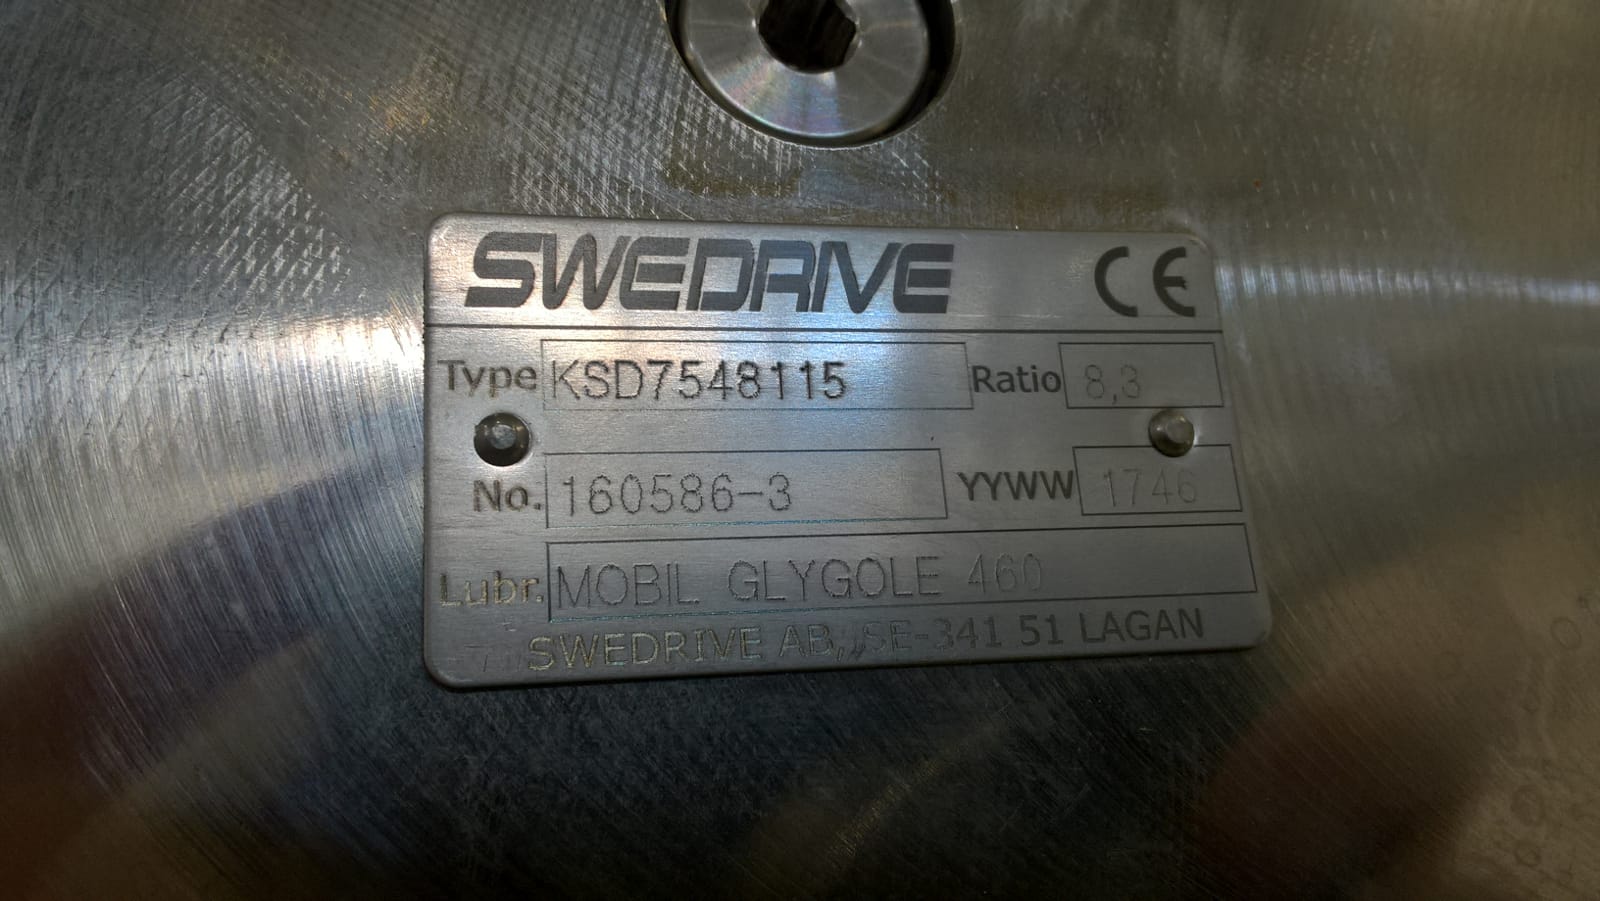 SWEDRIVE CE
Type KSD7548115 Ratio 8,3
No. 160586-3 YYWW 1746
Lubr. MOBIL GLYGOLE 460
SWEDRIVE AB, SE-341 51 LAGAN